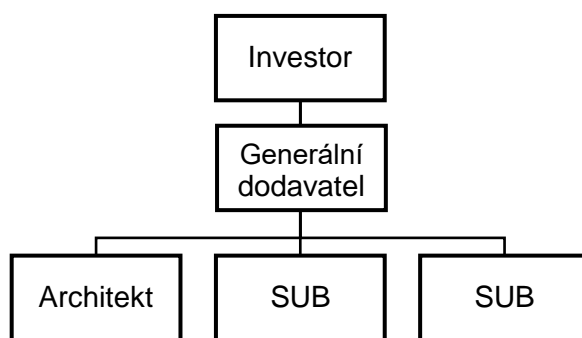 Investor
Generální
dodavatel
Architekt
SUB
SUB